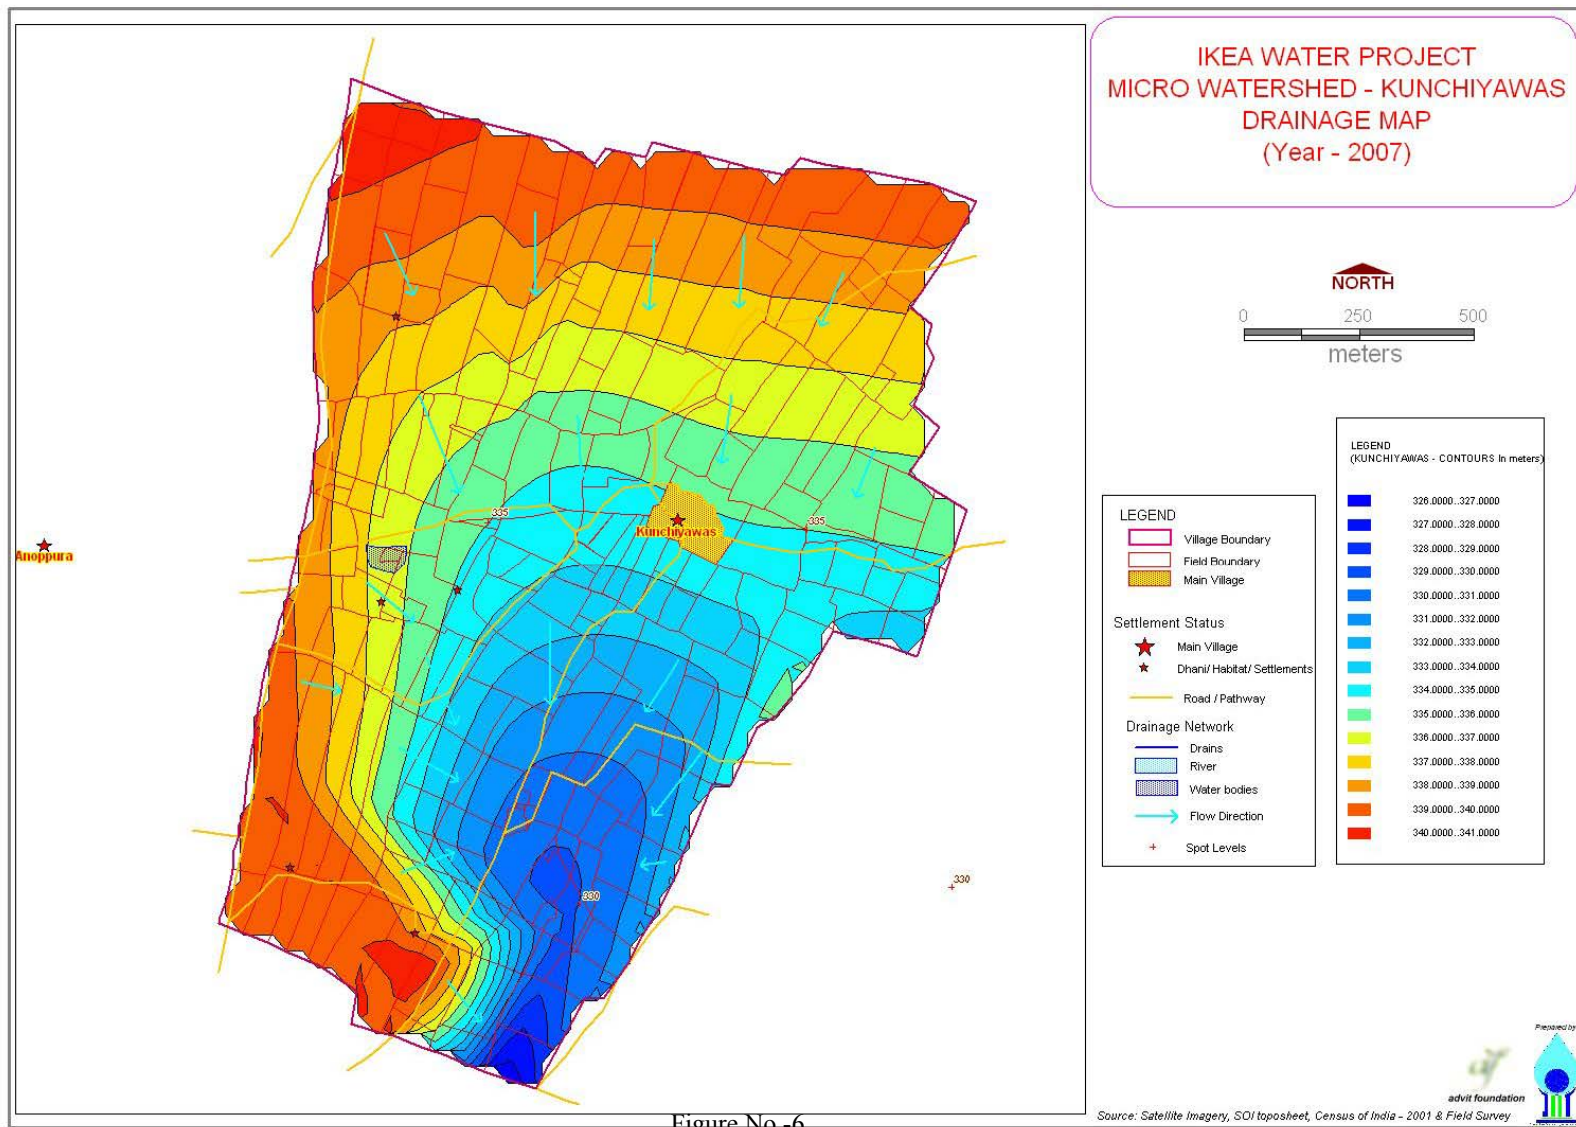 IKEA WATER PROJECT
MICRO WATERSHED - KUNCHIYAWAS
DRAINAGE MAP
(Year - 2007)
NORTH
0 250 500
meters
LEGEND
(KUNCHIYAWAS - CONTOURS In meters)
326.0000..327.0000
327.0000..328.0000
328.0000..329.0000
329.0000..330.0000
330.0000..331.0000
331.0000..332.0000
332.0000..333.0000
333.0000..334.0000
334.0000..335.0000
335.0000..336.0000
336.0000..337.0000
337.0000..338.0000
338.0000..339.0000
339.0000..340.0000
340.0000..341.0000
LEGEND
Village Boundary
Field Boundary
Main Village
Settlement Status
Main Village
Dhani/ Habitat/ Settlements
Road / Pathway
Drainage Network
Drains
River
Water bodies
Flow Direction
Spot Levels
335
Kunchiyawas
335
Anoppura
330
330
Prepared by
advit foundation
Source: Satellite Imagery, SOI toposheet, Census of India - 2001 & Field Survey
Figure No.-6